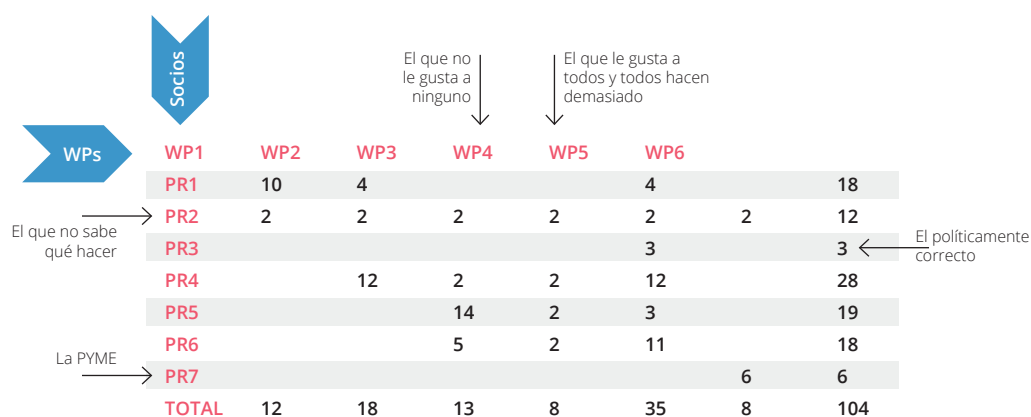 Socios
El que no
le gusta a
ninguno
El que le gusta a
todos y todos hacen
demasiado
WPs
WP1 WP2 WP3 WP4 WP5 WP6
PR1 10 4 4 18
El que no sabe
qué hacer
PR2 2 2 2 2 2 2 12
PR3 3 3
El políticamente
correcto
PR4 12 2 2 12 28
PR5 14 2 3 19
PR6 5 2 11 18
La PYME
PR7 6 6
TOTAL 12 18 13 8 35 8 104